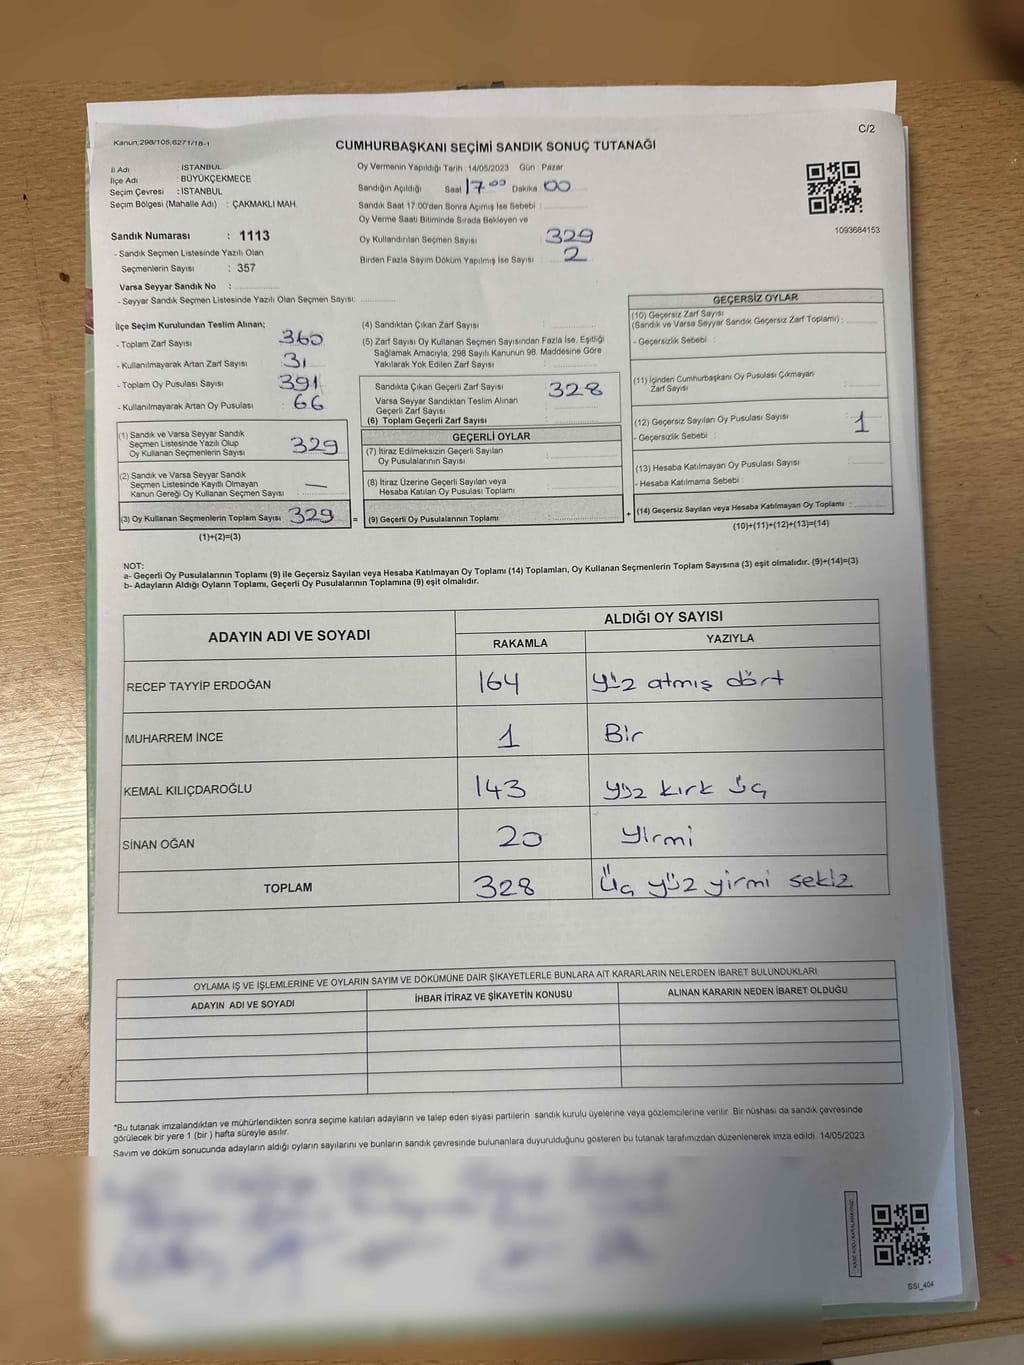 Kanun:298/105,6271/18-1
C/2
CUMHURBAŞKANI SEÇİMİ SANDIK SONUÇ TUTANAĞI
İl Adı : İSTANBUL
İlçe Adı : BÜYÜKÇEKMECE
Seçim Çevresi : İSTANBUL
Seçim Bölgesi (Mahalle Adı) : ÇAKMAKLI MAH.
Sandık Numarası : 1113
- Sandık Seçmen Listesinde Yazılı Olan
Seçmenlerin Sayısı : 357
Varsa Seyyar Sandık No :
- Seyyar Sandık Seçmen Listesinde Yazılı Olan Seçmen Sayısı:
Oy Vermenin Yapıldığı Tarih : 14/05/2023 Gün : Pazar
Sandığın Açıldığı Saat 17:00 Dakika 00
Sandık Saat 17:00'den Sonra Açmış İse Sebebi :
Oy Verme Saati Bitiminde Sırada Bekleyen ve
Oy Kullandırılan Seçmen Sayısı 329
Birden Fazla Sayım Döküm Yapılmış İse Sayısı : 2
1093684153
İlçe Seçim Kurulundan Teslim Alınan;
- Toplam Zarf Sayısı 360
- Kullanılmayarak Artan Zarf Sayısı 31
- Toplam Oy Pusulası Sayısı 391
- Kullanılmayarak Artan Oy Pusulası : 66
(1) Sandık ve Varsa Seyyar Sandık
Seçmen Listesinde Yazılı Olup
Oy Kullanan Seçmenlerin Sayısı 329
(2) Sandık ve Varsa Seyyar Sandık
Seçmen Listesinde Kayıtlı Olmayan
Kanun Gereği Oy Kullanan Seçmen Sayısı : —
(3) Oy Kullanan Seçmenlerin Toplam Sayısı 329 =
(1)+(2)=(3)
(4) Sandıktan Çıkan Zarf Sayısı :
(5) Zarf Sayısı Oy Kullanan Seçmen Sayısından Fazla İse, Eşitliği
Sağlamak Amacıyla, 298 Sayılı Kanunun 98. Maddesine Göre
Yakılarak Yok Edilen Zarf Sayısı :
Sandıkta Çıkan Geçerli Zarf Sayısı 328
Varsa Seyyar Sandıktan Teslim Alınan
Geçerli Zarf Sayısı :
(6) Toplam Geçerli Zarf Sayısı :
GEÇERLİ OYLAR
(7) İtiraz Edilmeksizin Geçerli Sayılan
Oy Pusulalarının Sayısı :
(8) İtiraz Üzerine Geçerli Sayılan veya
Hesaba Katılan Oy Pusulası Toplamı :
(9) Geçerli Oy Pusulalarının Toplamı : +
GEÇERSİZ OYLAR
(10) Geçersiz Zarf Sayısı
(Sandık ve Varsa Seyyar Sandık Geçersiz Zarf Toplamı) :
- Geçersizlik Sebebi :
(11) İçinden Cumhurbaşkanı Oy Pusulası Çıkmayan
Zarf Sayısı :
(12) Geçersiz Sayılan Oy Pusulası Sayısı : 1
- Geçersizlik Sebebi :
(13) Hesaba Katılmayan Oy Pusulası Sayısı :
- Hesaba Katılmama Sebebi :
(14) Geçersiz Sayılan veya Hesaba Katılmayan Oy Toplamı :
(10)+(11)+(12)+(13)=(14)
NOT:
a- Geçerli Oy Pusulalarının Toplamı (9) ile Geçersiz Sayılan veya Hesaba Katılmayan Oy Toplamı (14) Toplamları, Oy Kullanan Seçmenlerin Toplam Sayısına (3) eşit olmalıdır. (9)+(14)=(3)
b- Adayların Aldığı Oyların Toplamı, Geçerli Oy Pusulalarının Toplamına (9) eşit olmalıdır.
ADAYIN ADI VE SOYADI ALDIĞI OY SAYISI
RAKAMLA YAZIYLA
RECEP TAYYİP ERDOĞAN 164 yüz atmış dört
MUHARREM İNCE 1 Bir
KEMAL KILIÇDAROĞLU 143 yüz kırk üç
SİNAN OĞAN 20 yirmi
TOPLAM 328 Üç yüz yirmi sekiz
OYLAMA İŞ VE İŞLEMLERİNE VE OYLARIN SAYIM VE DÖKÜMÜNE DAİR ŞİKAYETLERLE BUNLARA AİT KARARLARIN NELERDEN İBARET BULUNDUKLARI
ADAYIN ADI VE SOYADI İHBAR İTİRAZ VE ŞİKAYETİN KONUSU ALINAN KARARIN NEDEN İBARET OLDUĞU
*Bu tutanak imzalandıktan ve mühürlendikten sonra seçime katılan adayların ve talep eden siyasi partilerin sandık kurulu üyelerine veya gözlemcilerine verilir. Bir nüshası da sandık çevresinde
görülecek bir yere 1 (bir ) hafta süreyle asılır.
Sayım ve döküm sonucunda adayların aldığı oyların sayılarını ve bunların sandık çevresinde bulunanlara duyurulduğunu gösteren bu tutanak tarafımızdan düzenlenerek imza edildi. 14/05/2023
SSI_404